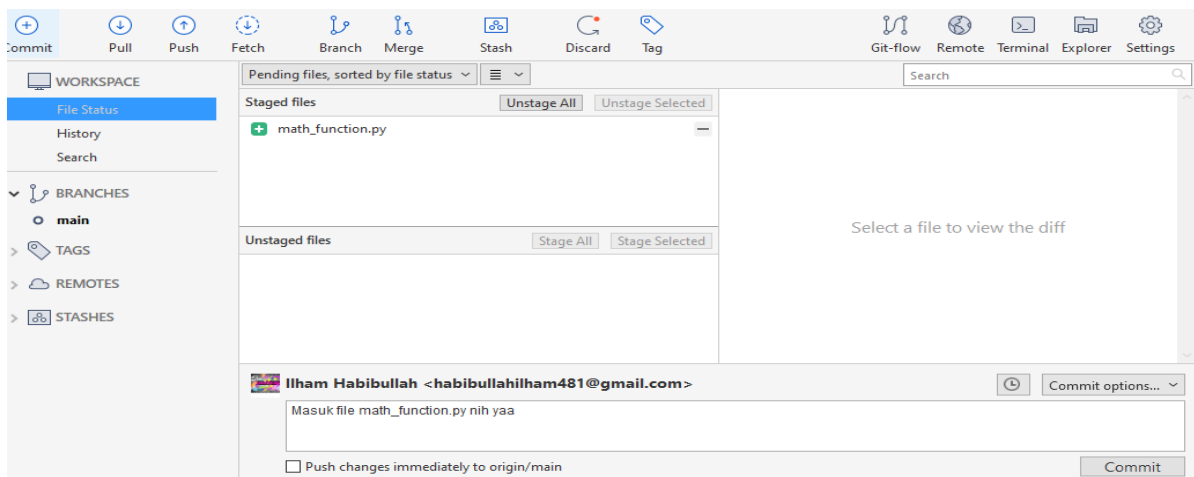 Commit Pull Push Fetch Branch Merge Stash Discard Tag Git-flow Remote Terminal Explorer Settings
WORKSPACE
File Status
History
Search
BRANCHES
main
TAGS
REMOTES
STASHES
Pending files, sorted by file status
Search
Staged files Unstage All Unstage Selected
math_function.py
Unstaged files Stage All Stage Selected
Select a file to view the diff
Ilham Habibullah <habibullahilham481@gmail.com>
Commit options...
Masuk file math_function.py nih yaa
Push changes immediately to origin/main
Commit